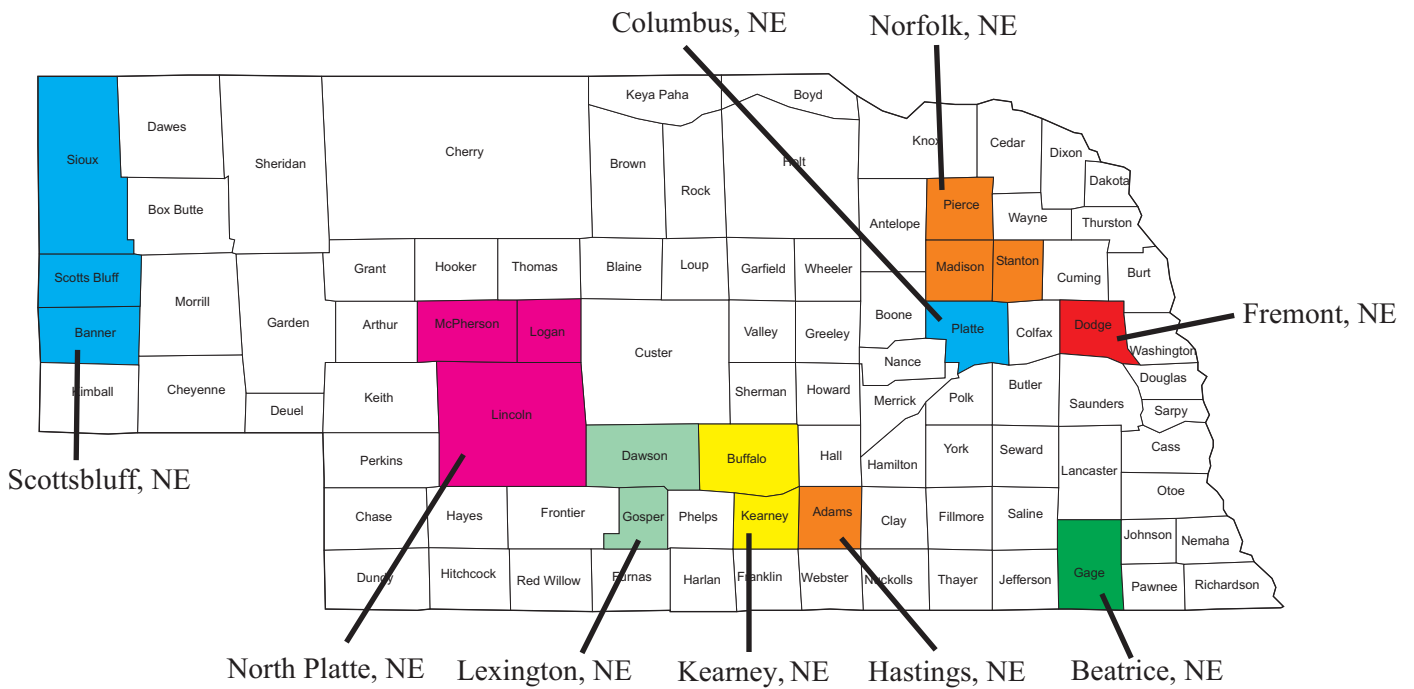 Columbus, NE
Norfolk, NE
Keya Paha
Boyd
Dawes
Sioux
Sheridan
Cherry
Brown
Rock
Holt
Knox
Cedar
Dixon
Dakota
Box Butte
Antelope
Pierce
Wayne
Thurston
Scotts Bluff
Grant
Hooker
Thomas
Blaine
Loup
Garfield
Wheeler
Madison
Stanton
Cuming
Burt
Morrill
Banner
Garden
Arthur
McPherson
Logan
Custer
Valley
Greeley
Boone
Platte
Colfax
Dodge
Fremont, NE
Washington
Nance
Kimball
Cheyenne
Deuel
Keith
Lincoln
Sherman
Howard
Merrick
Polk
Butler
Saunders
Douglas
Sarpy
Perkins
Dawson
Buffalo
Hall
Hamilton
York
Seward
Lancaster
Cass
Scottsbluff, NE
Otoe
Chase
Hayes
Frontier
Gosper
Phelps
Kearney
Adams
Clay
Fillmore
Saline
Johnson
Nemaha
Dundy
Hitchcock
Red Willow
Furnas
Harlan
Franklin
Webster
Nuckolls
Thayer
Jefferson
Gage
Pawnee
Richardson
North Platte, NE
Lexington, NE
Kearney, NE
Hastings, NE
Beatrice, NE